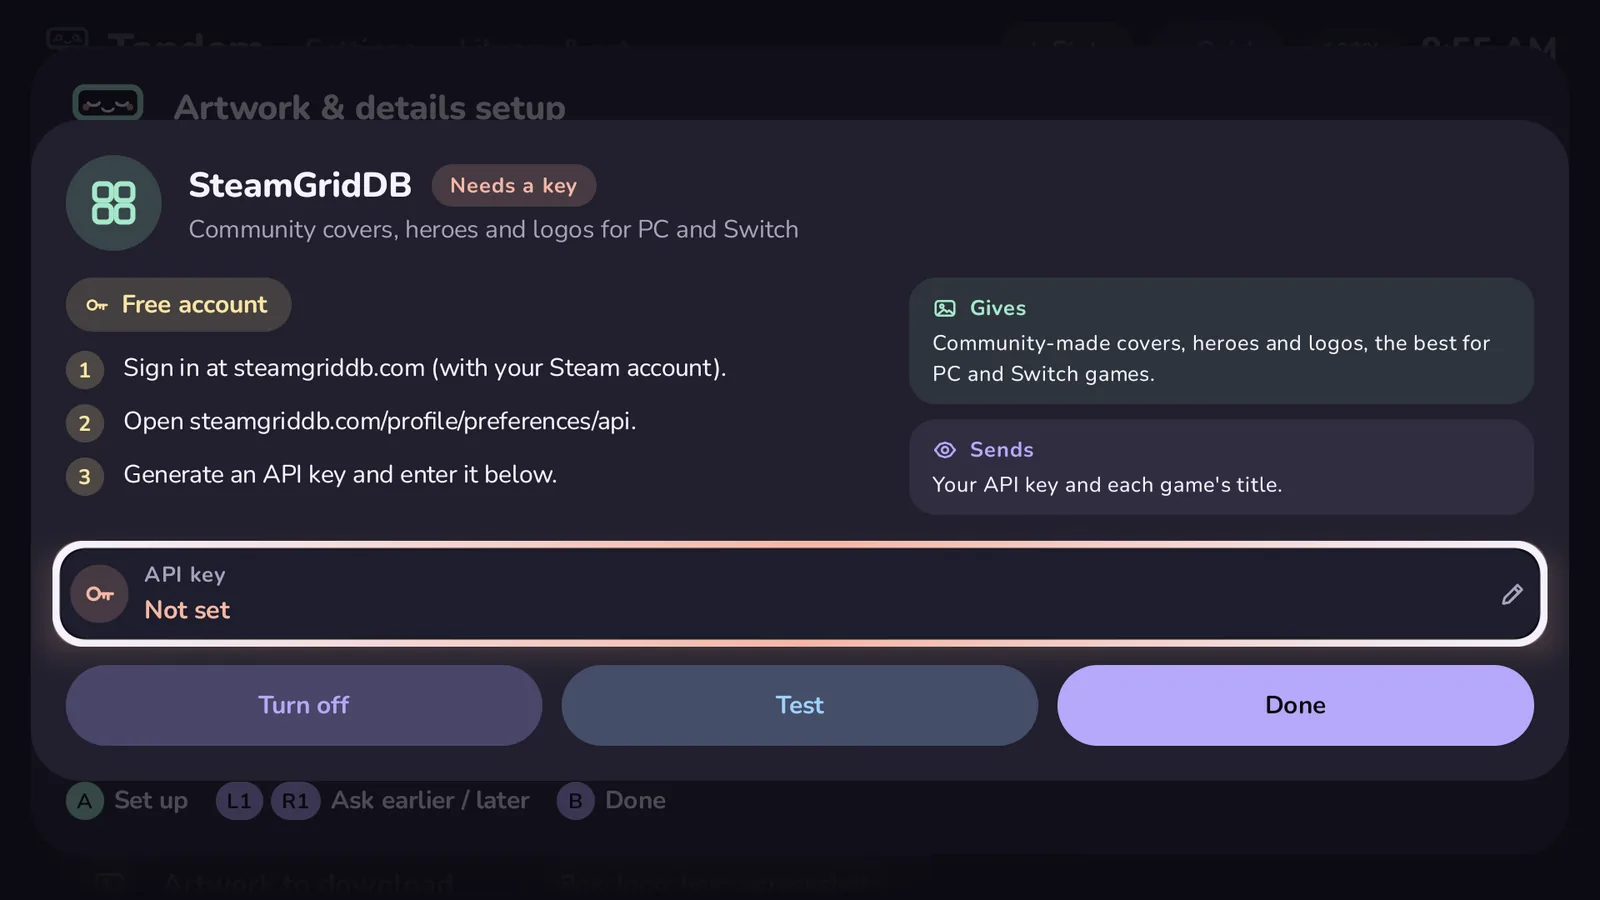 Artwork & details setup
SteamGridDB
Needs a key
Community covers, heroes and logos for PC and Switch
Free account
1 Sign in at steamgriddb.com (with your Steam account).
2 Open steamgriddb.com/profile/preferences/api.
3 Generate an API key and enter it below.
Gives
Community-made covers, heroes and logos, the best for
PC and Switch games.
Sends
Your API key and each game's title.
API key
Not set
Turn off
Test
Done
A Set up L1 R1 Ask earlier / later B Done
Artwork to download